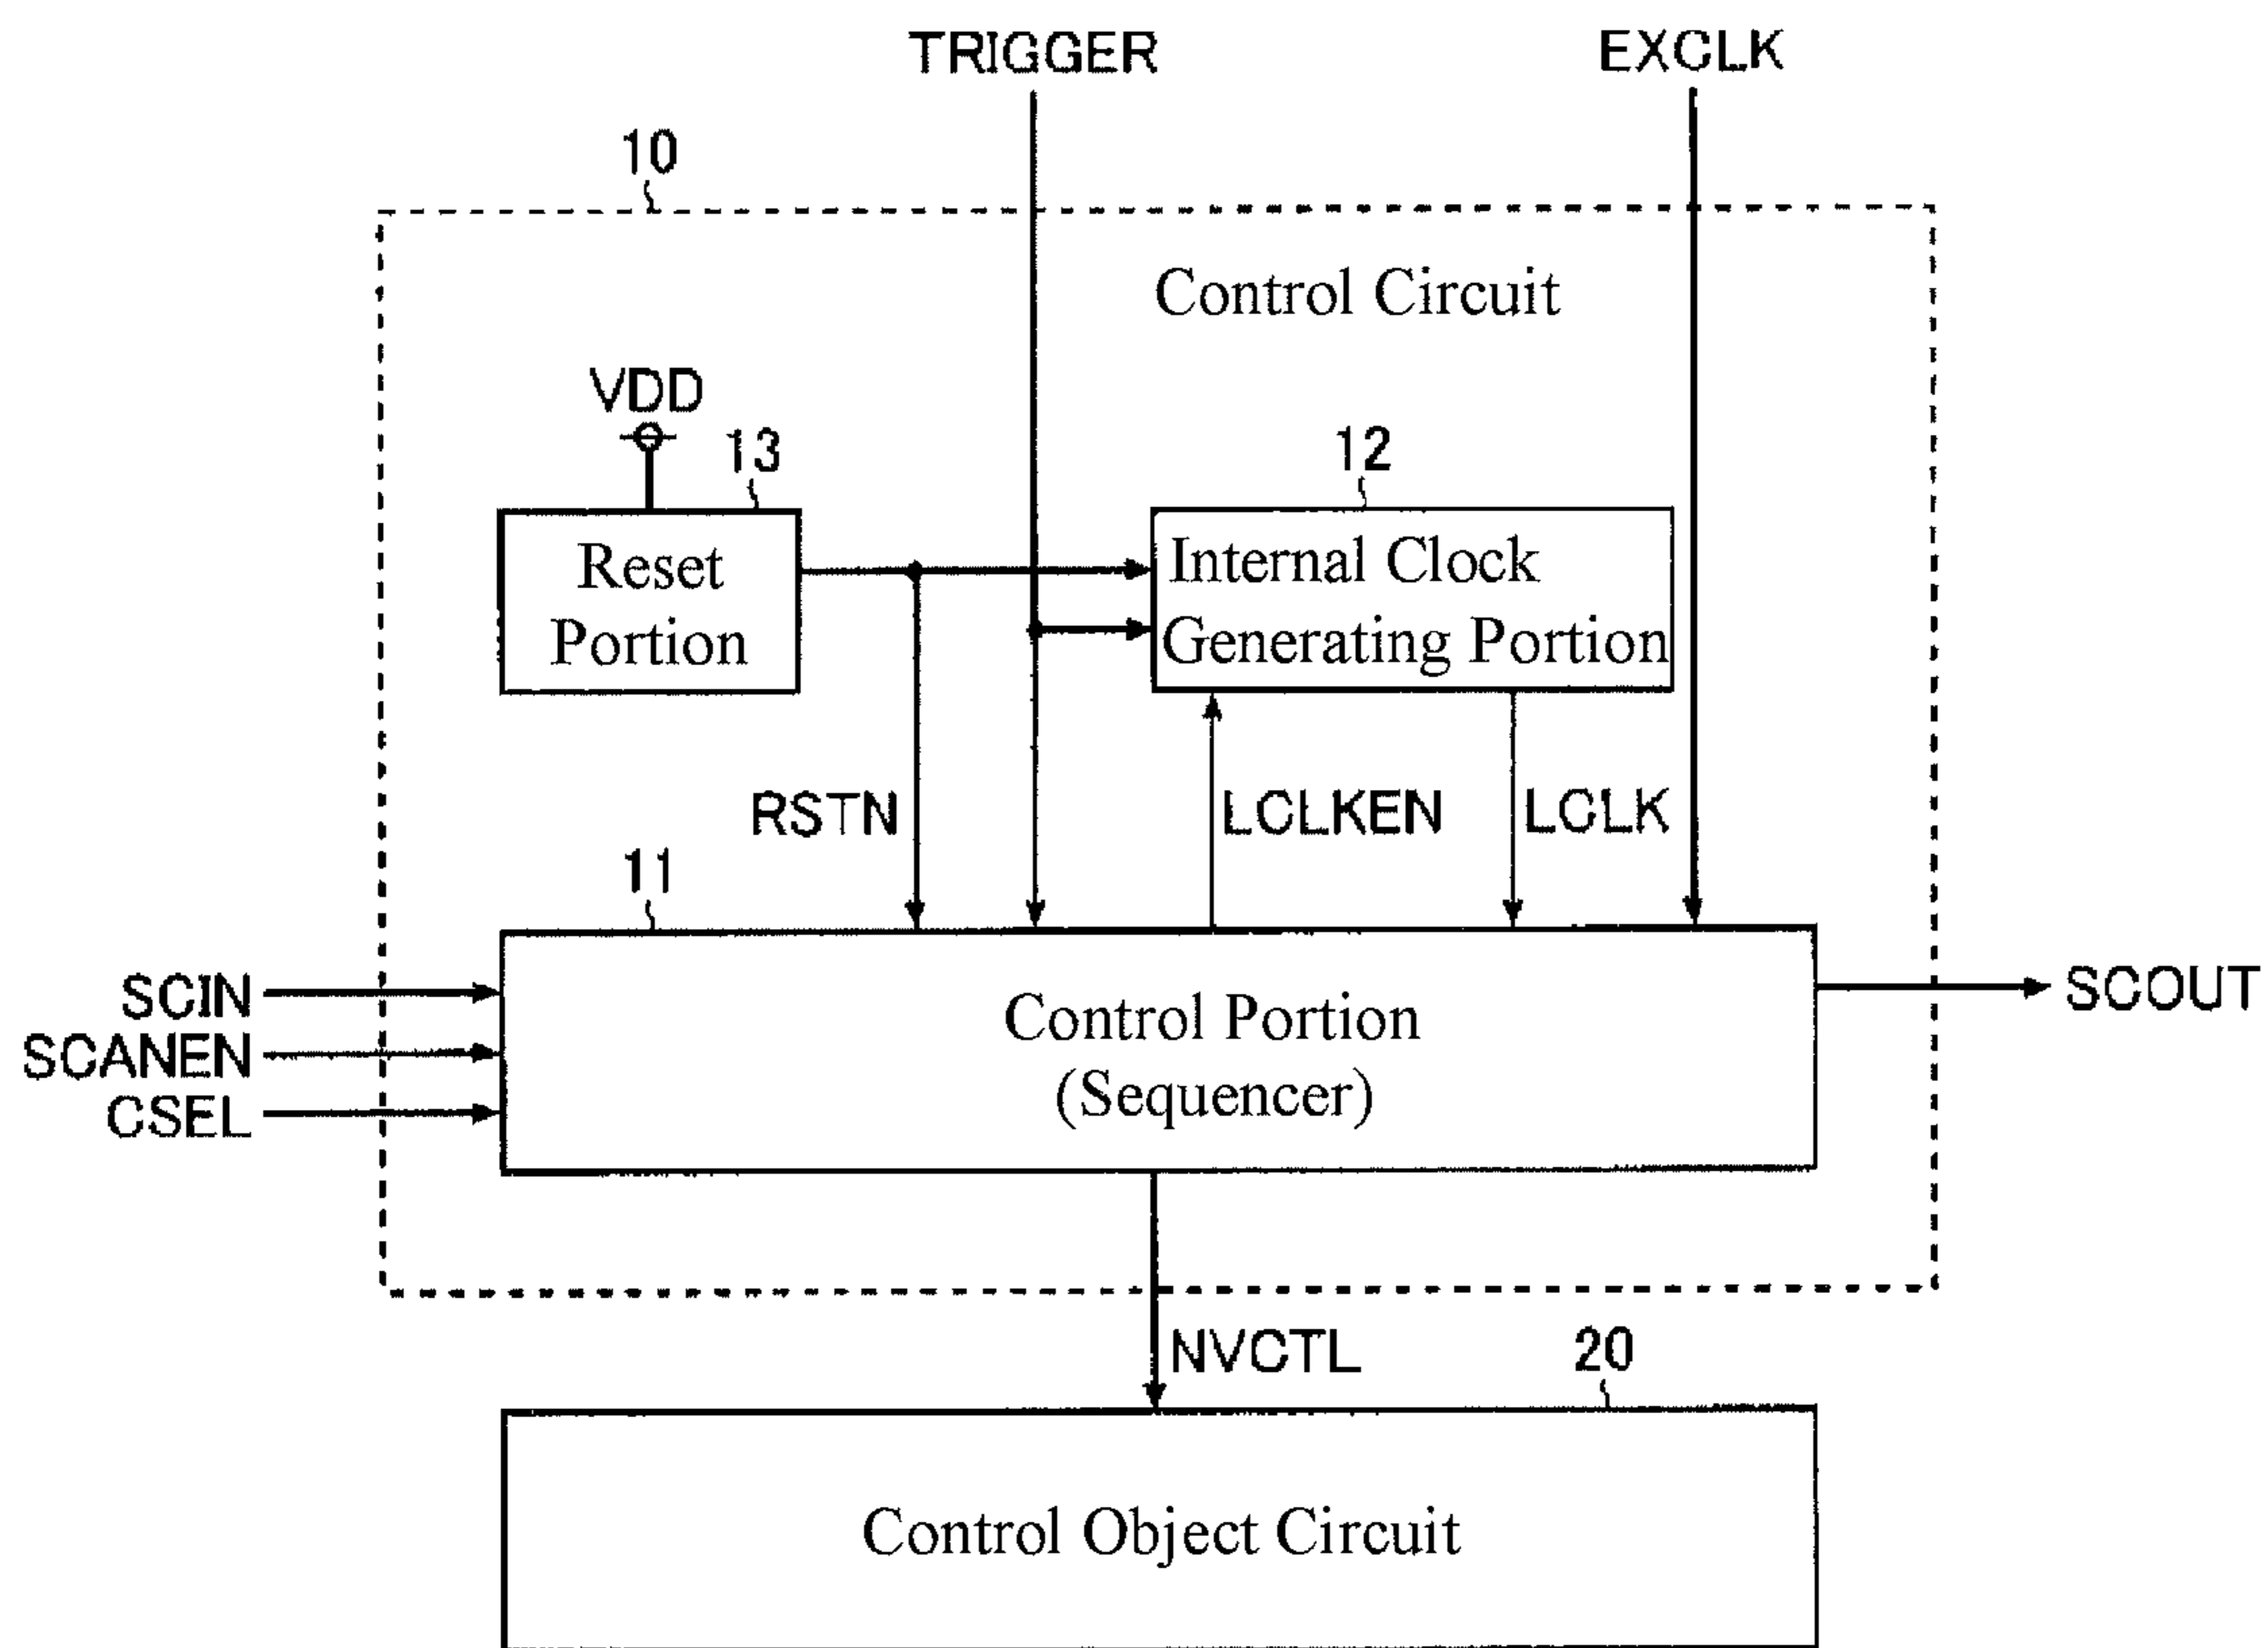 TRIGGER
EXCLK
10
Control Circuit
VDD
13
12
Reset
Portion
Internal Clock
Generating Portion
RSTN
LCLKEN
LCLK
11
SCIN
SCANEN
CSEL
Control Portion
(Sequencer)
SCOUT
NVCTL
20
Control Object Circuit